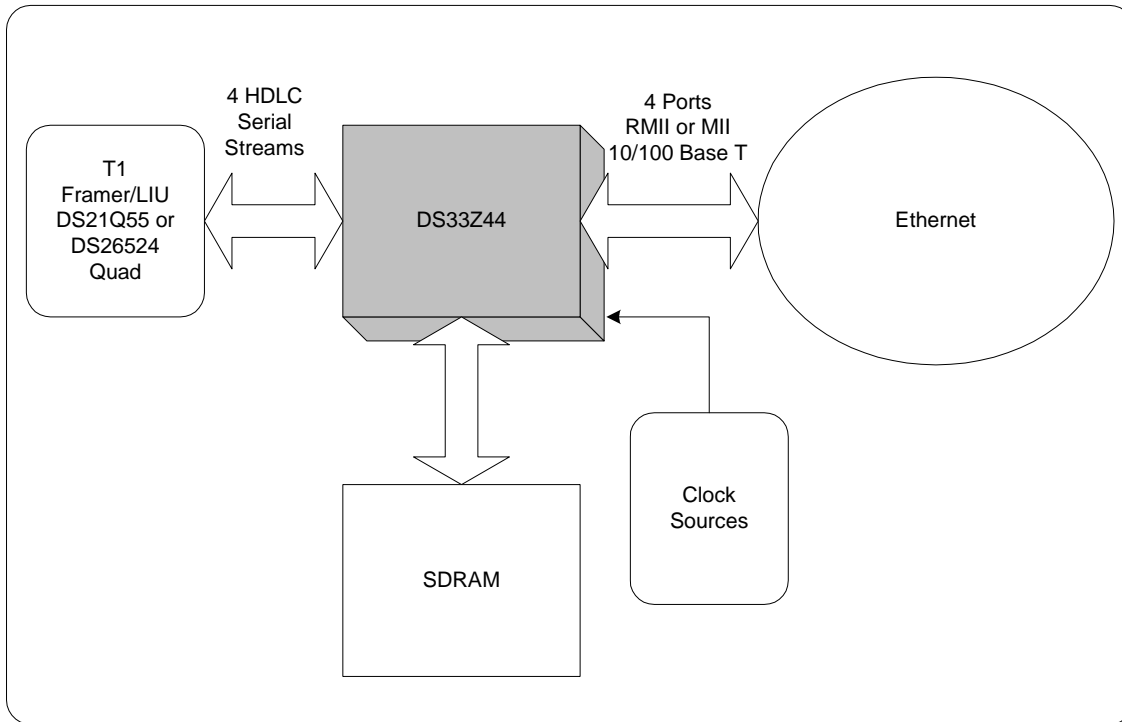 4 HDLC
Serial
Streams
4 Ports
RMII or MII
10/100 Base T
T1
Framer/LIU
DS21Q55 or
DS26524
Quad
DS33Z44
Ethernet
Clock
Sources
SDRAM